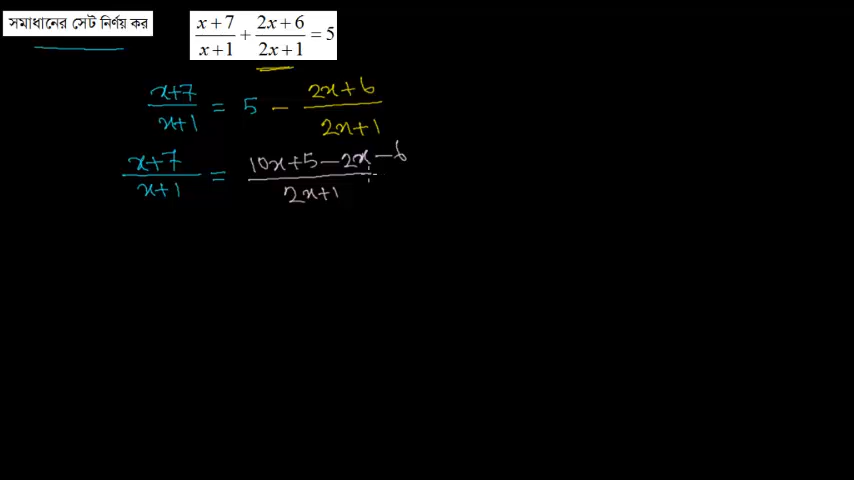 সমাধানের সেট নির্ণয় কর
x+7/x+1 + 2x+6/2x+1 = 5
x+7/x+1 = 5 - 2x+6/2x+1
x+7/x+1 = 10x+5-2x-6/2x+1